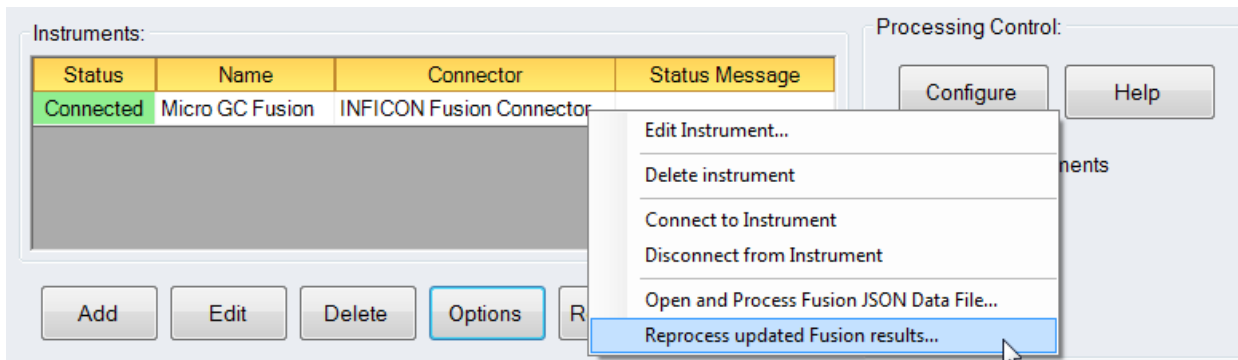 Instruments:
Status Name Connector Status Message
Connected Micro GC Fusion INFICON Fusion Connector
Add Edit Delete Options
Processing Control:
Configure Help
Edit Instrument...
Delete instrument
Connect to Instrument
Disconnect from Instrument
Open and Process Fusion JSON Data File...
Reprocess updated Fusion results...